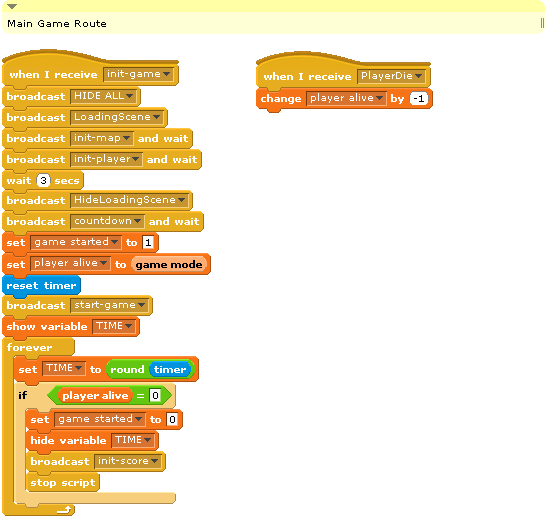 Main Game Route
when I receive init-game
broadcast HIDE ALL
broadcast LoadingScene
broadcast init-map and wait
broadcast init-player and wait
wait 3 secs
broadcast HideLoadingScene
broadcast countdown and wait
set game started to 1
set player alive to game mode
reset timer
broadcast start-game
show variable TIME
forever
set TIME to round timer
if player alive = 0
set game started to 0
hide variable TIME
broadcast init-score
stop script
when I receive PlayerDie
change player alive by -1